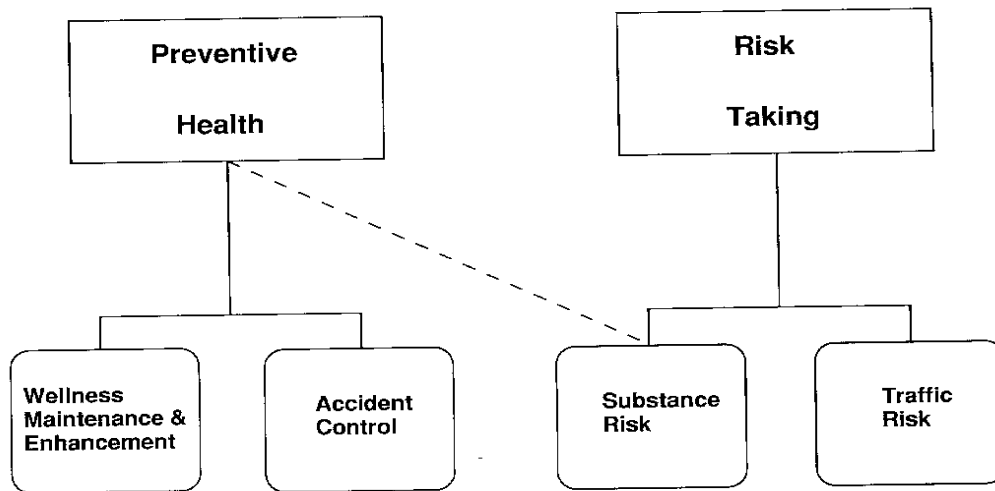 Preventive
Health
Risk
Taking
Wellness
Maintenance &
Enhancement
Accident
Control
Substance
Risk
Traffic
Risk